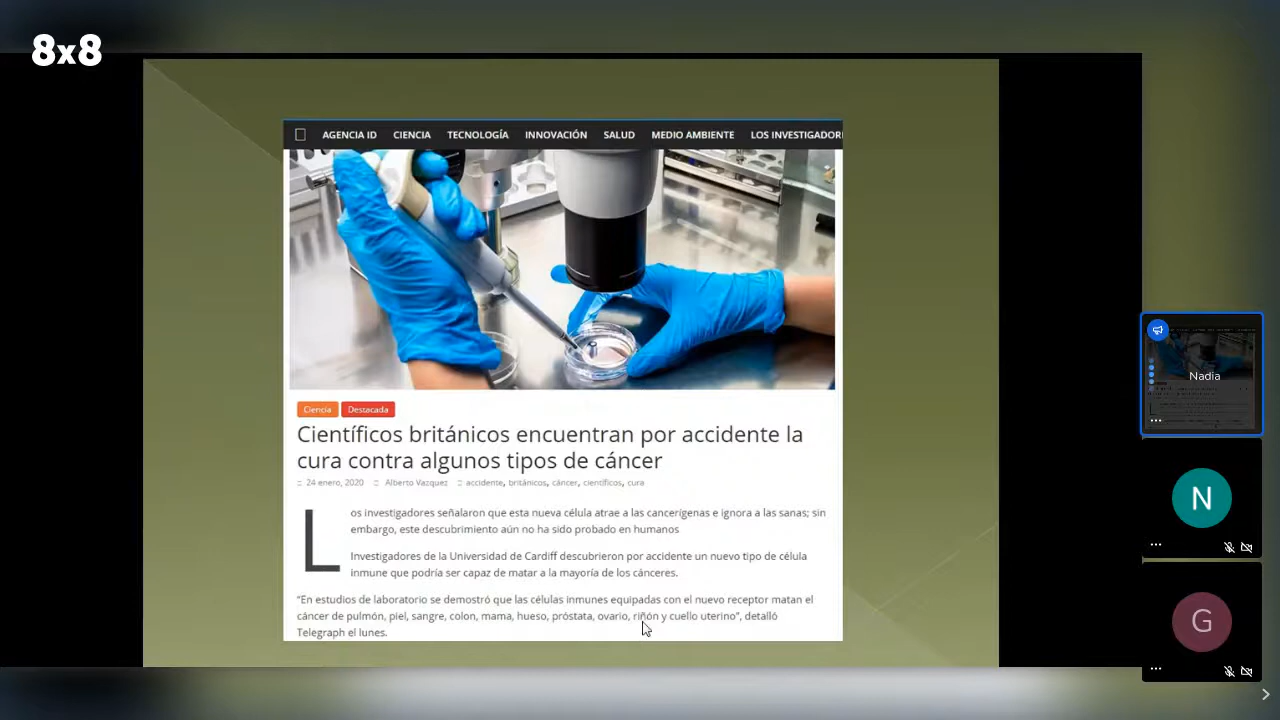 8x8
AGENCIA ID CIENCIA TECNOLOGÍA INNOVACIÓN SALUD MEDIO AMBIENTE LOS INVESTIGADORE
Ciencia Destacada
Científicos británicos encuentran por accidente la
cura contra algunos tipos de cáncer
24 enero, 2020 Alberto Vazquez accidente, británicos, cáncer, científicos, cura
Los investigadores señalaron que esta nueva célula atrae a las cancerígenas e ignora a las sanas; sin
embargo, este descubrimiento aún no ha sido probado en humanos
Investigadores de la Universidad de Cardiff descubrieron por accidente un nuevo tipo de célula
inmune que podría ser capaz de matar a la mayoría de los cánceres.
"En estudios de laboratorio se demostró que las células inmunes equipadas con el nuevo receptor matan el
cáncer de pulmón, piel, sangre, colon, mama, hueso, próstata, ovario, riñón y cuello uterino", detalló
Telegraph el lunes.
Nadia
N
G